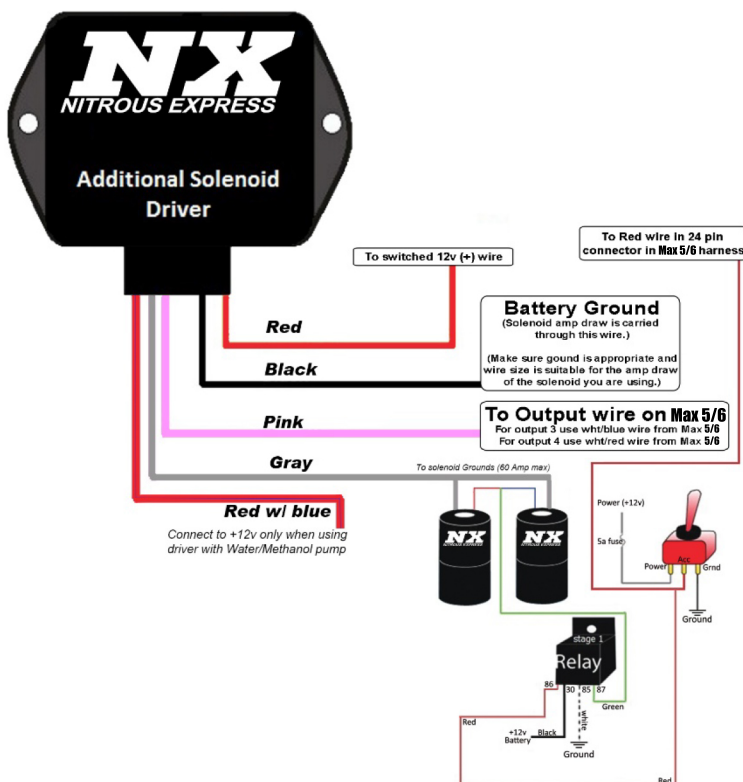 NX
NITROUS EXPRESS
Additional Solenoid
Driver
To Red wire in 24 pin
connector in Max 5/6 harness
To switched 12v (+) wire
Red
Battery Ground
(Solenoid amp draw is carried
through this wire.)
(Make sure gound is appropriate and
wire size is suitable for the amp draw
of the solenoid you are using.)
Black
Pink
To Output wire on Max 5/6
For output 3 use wht/blue wire from Max 5/6
For output 4 use wht/red wire from Max 5/6
Gray
To solenoid Grounds (60 Amp max)
Red w/ blue
Connect to +12v only when using
driver with Water/Methanol pump
NX
NITROUS EXPRESS
NX
NITROUS EXPRESS
Power (+12v)
5a fuse
Power
Acc
Grnd
Ground
stage 1
Relay
86
30
85
87
Green
white
Red
+12v
Battery
Black
Ground
Red